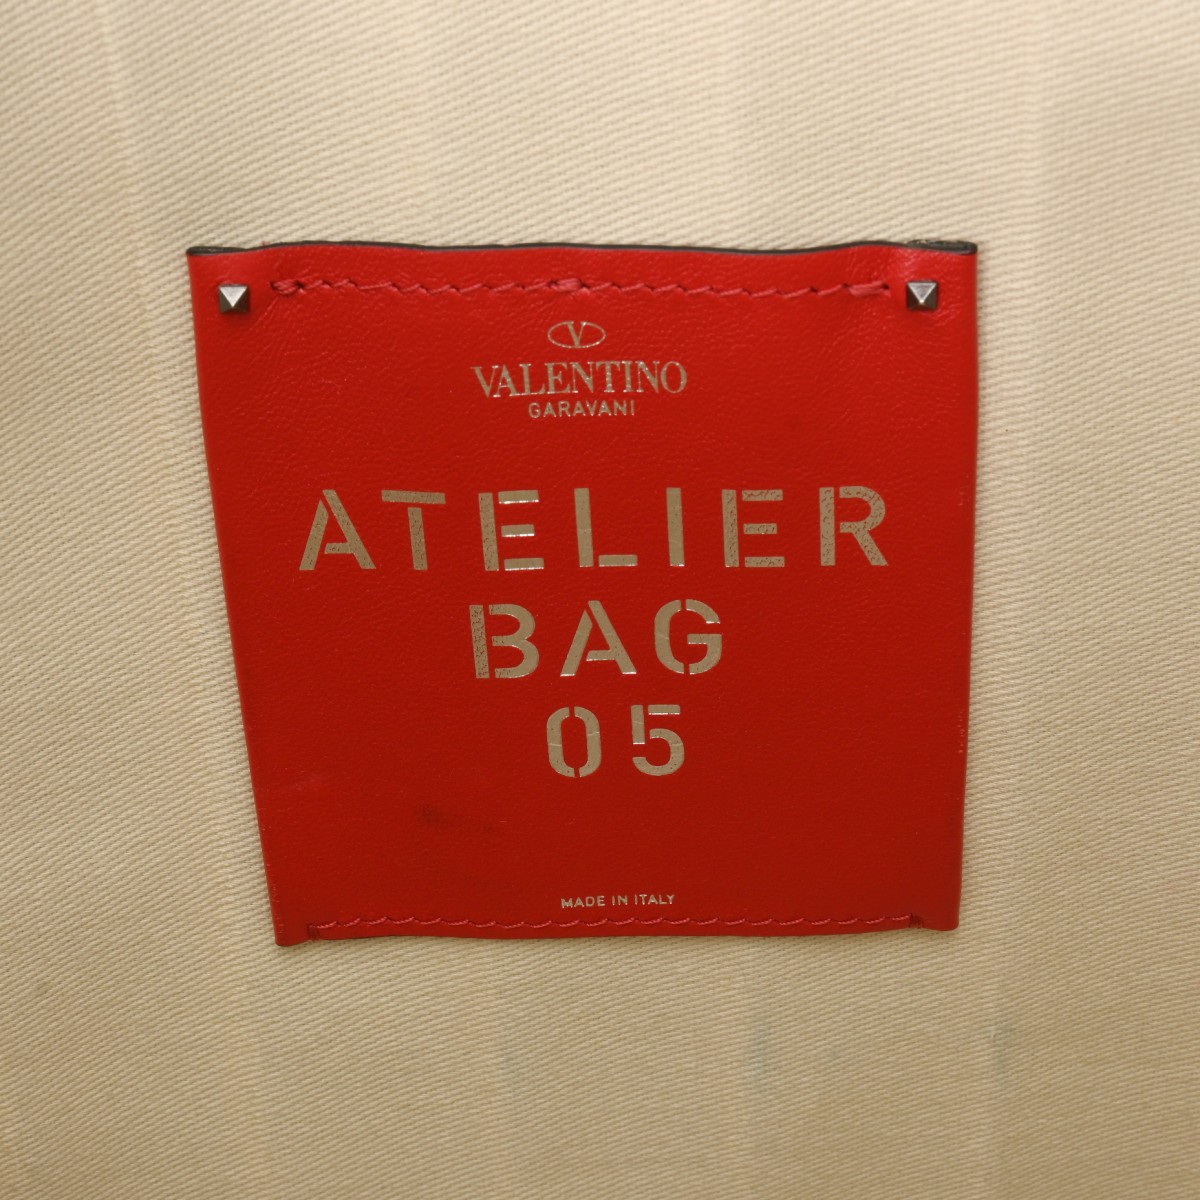 V
VALENTINO
GARAVANI
ATELIER
BAG
05
MADE IN ITALY